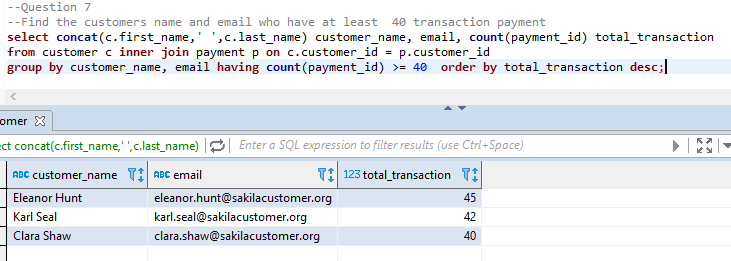 --Question 7
--Find the customers name and email who have at least  40 transaction payment
select concat(c.first_name,' ',c.last_name) customer_name, email, count(payment_id) total_transaction
from customer c inner join payment p on c.customer_id = p.customer_id
group by customer_name, email having count(payment_id) >= 40  order by total_transaction desc;
omer
ect concat(c.first_name,' ',c.last_name) Enter a SQL expression to filter results (use Ctrl+Space)
ABC customer_name ABC email 123 total_transaction
Eleanor Hunt eleanor.hunt@sakilacustomer.org 45
Karl Seal karl.seal@sakilacustomer.org 42
Clara Shaw clara.shaw@sakilacustomer.org 40